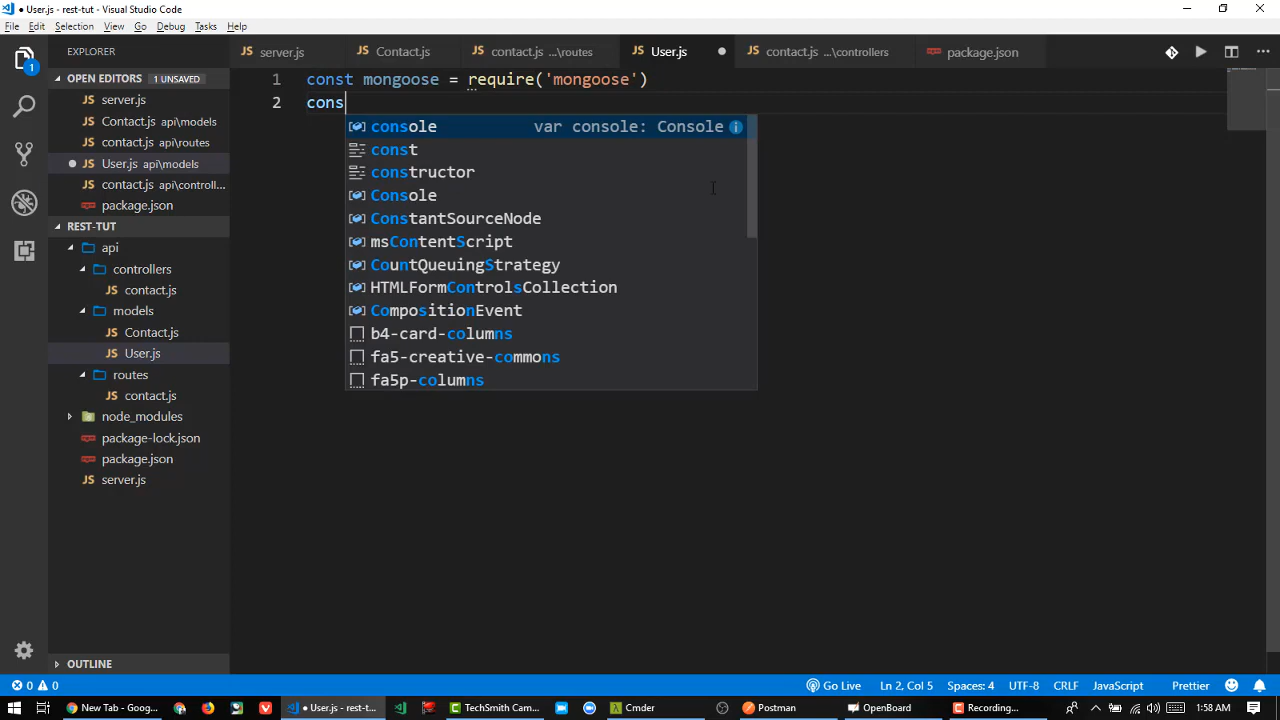 User.js - rest-tut - Visual Studio Code
File Edit Selection View Go Debug Tasks Help
EXPLORER
1
OPEN EDITORS 1 UNSAVED
JS server.js
JS Contact.js api\models
JS contact.js api\routes
JS User.js api\models
JS contact.js api\controll...
package.json
REST-TUT
api
controllers
JS contact.js
models
JS Contact.js
JS User.js
routes
JS contact.js
node_modules
package-lock.json
package.json
JS server.js
OUTLINE
JS server.js JS Contact.js JS contact.js ...\routes JS User.js JS contact.js ...\controllers package.json
1 const mongoose = require('mongoose')
2 cons
console var console: Console
const
constructor
Console
ConstantSourceNode
msContentScript
CountQueuingStrategy
HTMLFormControlsCollection
CompositionEvent
b4-card-columns
fa5-creative-commons
fa5p-columns
0 0 Go Live Ln 2, Col 5 Spaces: 4 UTF-8 CRLF JavaScript Prettier
New Tab - Goog... User.js - rest-t... TechSmith Cam... Cmder Postman OpenBoard Recording... 1:58 AM